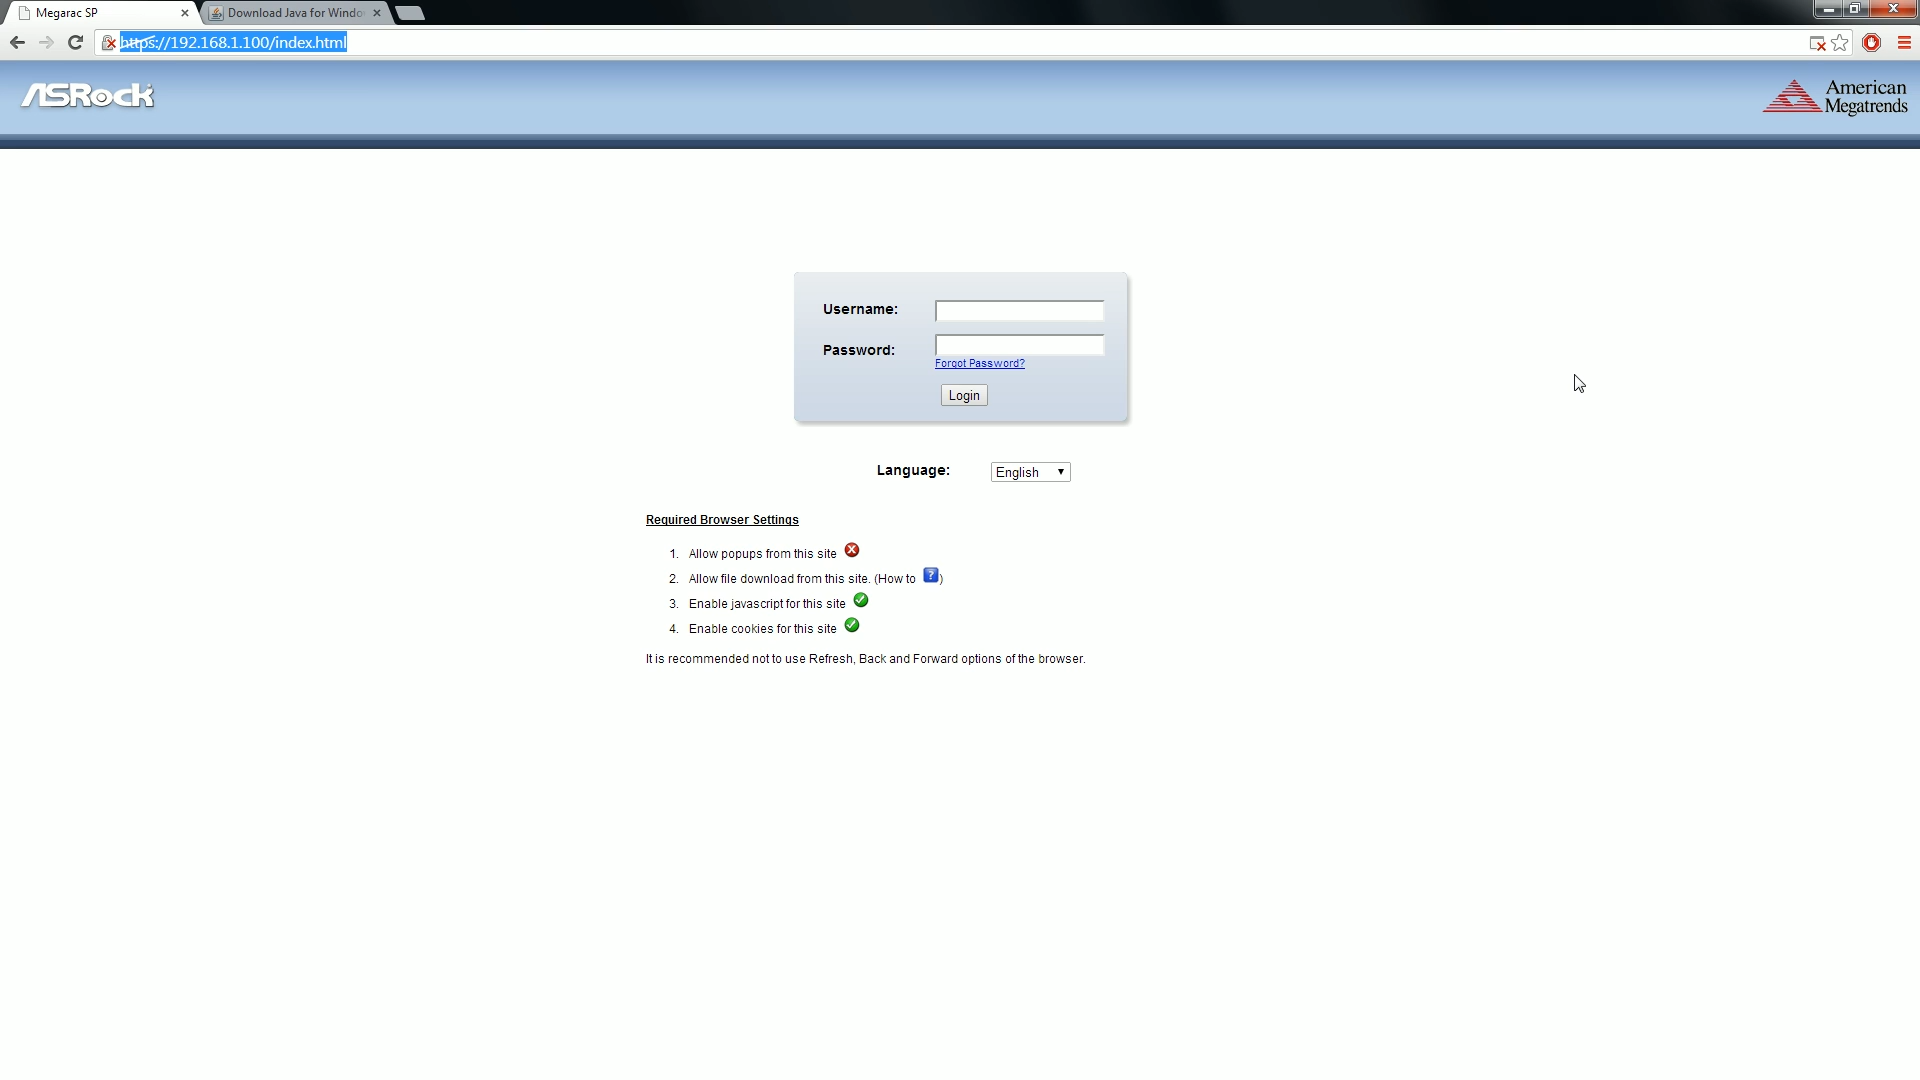 Megarac SP
Download Java for Windo
https://192.168.1.100/index.html
ASRock
American
Megatrends
Username:
Password:
Forgot Password?
Login
Language:
English
Required Browser Settings
1. Allow popups from this site
2. Allow file download from this site. (How to ?)
3. Enable javascript for this site
4. Enable cookies for this site
It is recommended not to use Refresh, Back and Forward options of the browser.